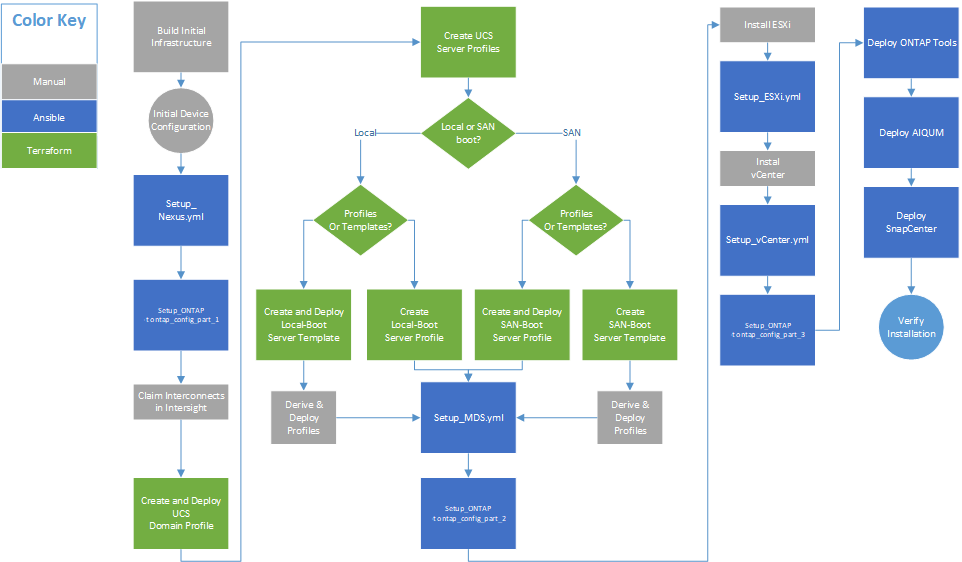 Color Key
Manual
Ansible
Terraform
Build Initial
Infrastructure
Initial Device
Configuration
Setup_
Nexus.yml
Setup_ONTAP
-t ontap_config_part_1
Claim Interconnects
in Intersight
Create and Deploy
UCS
Domain Profile
Create UCS
Server Profiles
Local or SAN
boot?
Local
SAN
Profiles
Or Templates?
Profiles
Or Templates?
Create and Deploy
Local-Boot
Server Template
Create
Local-Boot
Server Profile
Create and Deploy
SAN-Boot
Server Profile
Create
SAN-Boot
Server Template
Derive &
Deploy
Profiles
Setup_MDS.yml
Derive &
Deploy
Profiles
Setup_ONTAP
-t ontap_config_part_2
Install ESXi
Setup_ESXi.yml
Instal
vCenter
Setup_vCenter.yml
Setup_ONTAP
-t ontap_config_part_3
Deploy ONTAP Tools
Deploy AIQUM
Deploy
SnapCenter
Verify
Installation